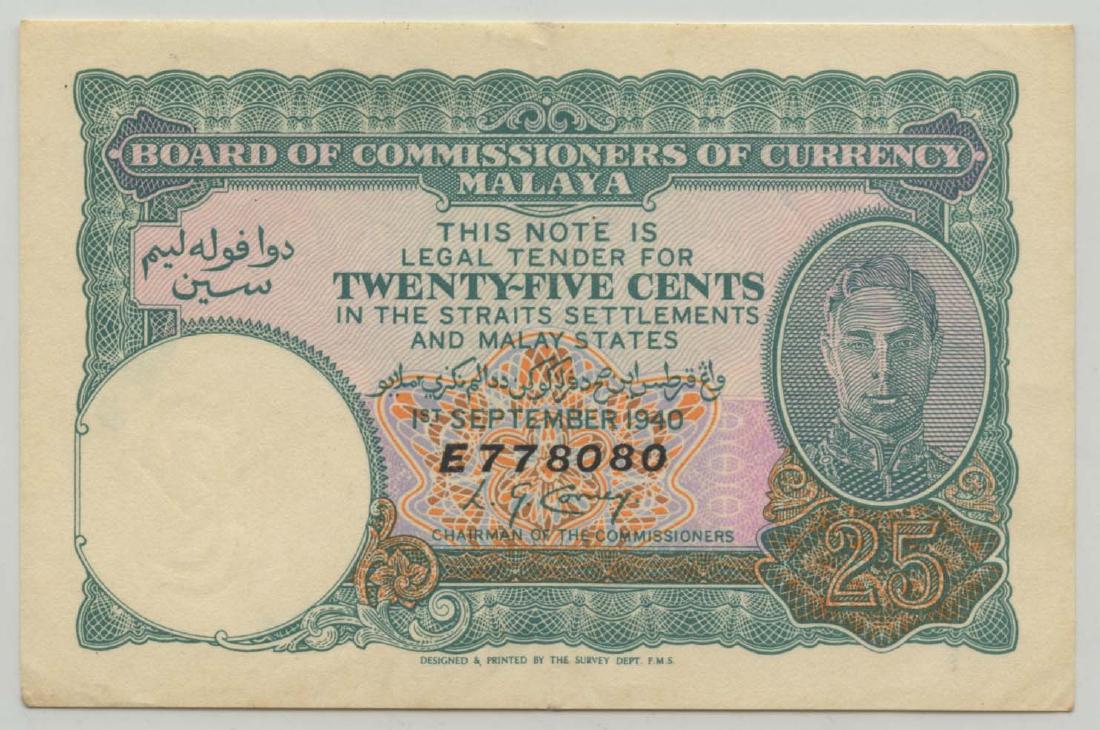 BOARD OF COMMISSIONERS OF CURRENCY
MALAYA
THIS NOTE IS
LEGAL TENDER FOR
TWENTY-FIVE CENTS
IN THE STRAITS SETTLEMENTS
AND MALAY STATES
دوا ڤوله ليم
سين
1ST SEPTEMBER 1940
E778080
CHAIRMAN OF THE COMMISSIONERS
25
DESIGNED & PRINTED BY THE SURVEY DEPT. F.M.S.